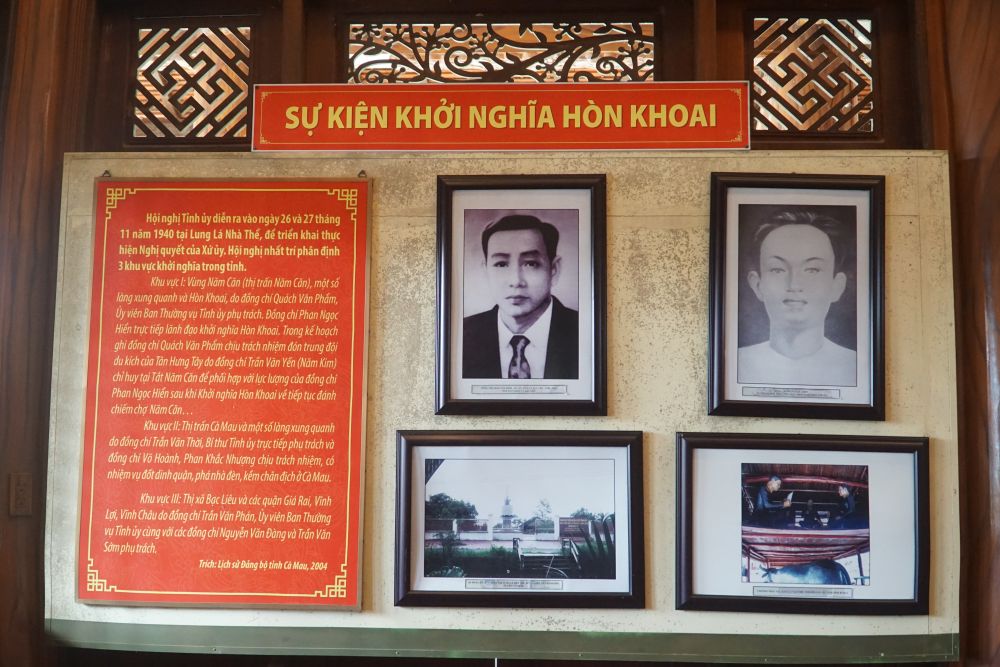 SỰ KIỆN KHỞI NGHĨA HÒN KHOAI
Hội nghị Tỉnh ủy diễn ra vào ngày 26 và 27 tháng
11 năm 1940 tại Lung Lá Nhà Thể, để triển khai thực
hiện Nghị quyết của Xứ ủy. Hội nghị nhất trí phân định
3 khu vực khởi nghĩa trong tỉnh.
Khu vực I: Vùng Năm Căn (thị trấn Năm Căn), một số
làng xung quanh và Hòn Khoai, do đồng chí Quách Văn Phẩm,
Ủy viên Ban Thường vụ Tỉnh ủy phụ trách. Đồng chí Phan Ngọc
Hiển trực tiếp lãnh đạo khởi nghĩa Hòn Khoai. Trong kế hoạch
ghi đồng chí Quách Văn Phẩm chịu trách nhiệm đón trung đội
du kích của Tân Hưng Tây do đồng chí Trần Văn Yến (Năm Kim)
chỉ huy tại Tắt Năm Căn để phối hợp với lực lượng của đồng chí
Phan Ngọc Hiển sau khi Khởi nghĩa Hòn Khoai về tiếp tục đánh
chiếm chợ Năm Căn...
Khu vực II: Thị trấn Cà Mau và một số làng xung quanh
do đồng chí Trần Văn Thời, Bí thư Tỉnh ủy trực tiếp phụ trách và
đồng chí Võ Hoành, Phan Khắc Nhượng chịu trách nhiệm, có
nhiệm vụ đốt dinh quận, phá nhà đèn, kềm chân địch ở Cà Mau.
Khu vưc III: Thị xã Bạc Liêu và các quận Giá Rai, Vĩnh
Lợi, Vĩnh Châu do đồng chí Trần Văn Phán, Ủy viên Ban Thường
vụ Tỉnh ủy cùng với các đồng chí Nguyễn Văn Đàng và Trần Văn
Sớm phụ trách.
Trích: Lịch sử Đảng bộ tỉnh Cà Mau, 2004